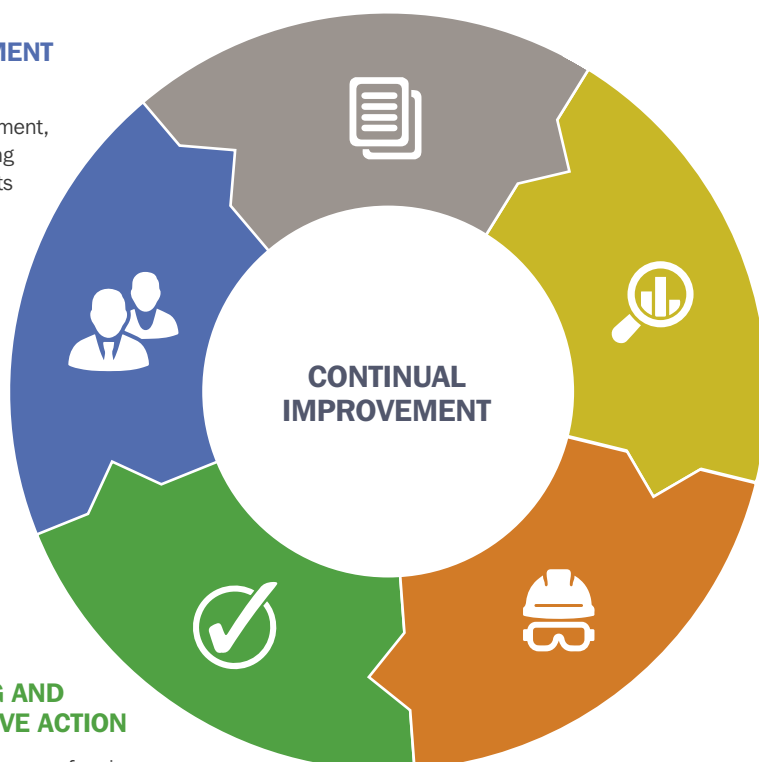 MENT
ment,
ng
ts
CONTINUAL
IMPROVEMENT
G AND
VE ACTION